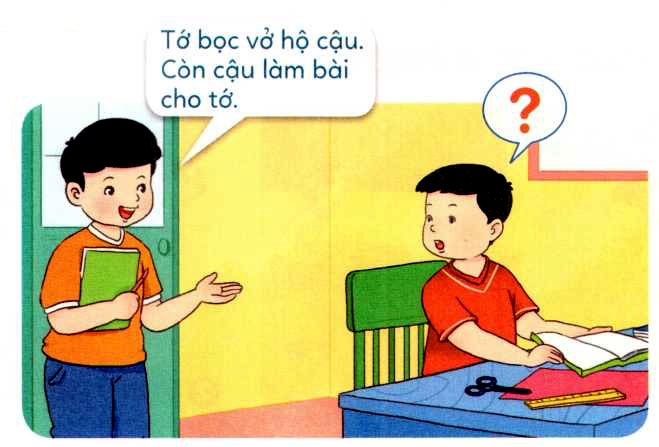 Tớ bọc vở hộ cậu.
Còn cậu làm bài
cho tớ.
?